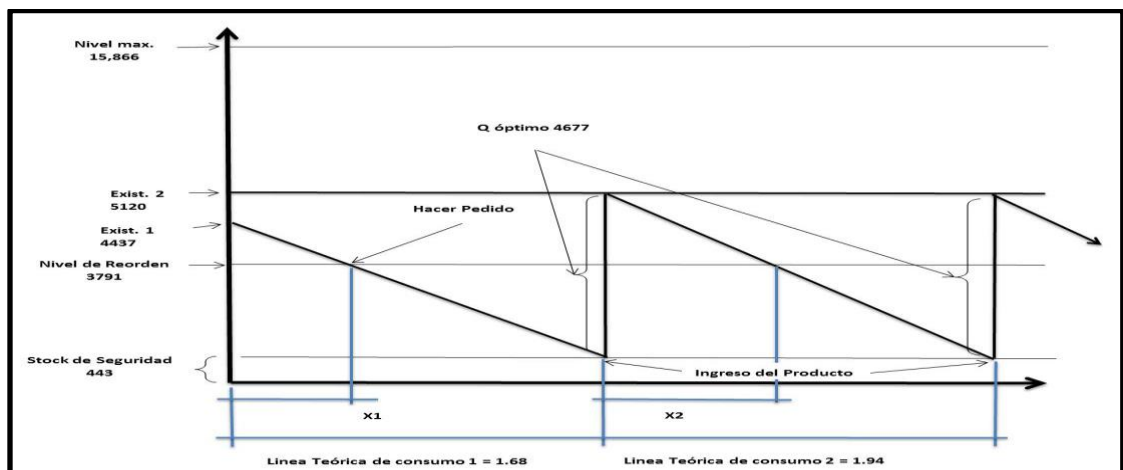 Nivel max.
15,866
Q óptimo 4677
Exist. 2
5120
Hacer Pedido
Exist. 1
4437
Nivel de Reorden
3791
Stock de Seguridad
443
Ingreso del Producto
X1
X2
Linea Teórica de consumo 1 = 1.68
Linea Teórica de consumo 2 = 1.94